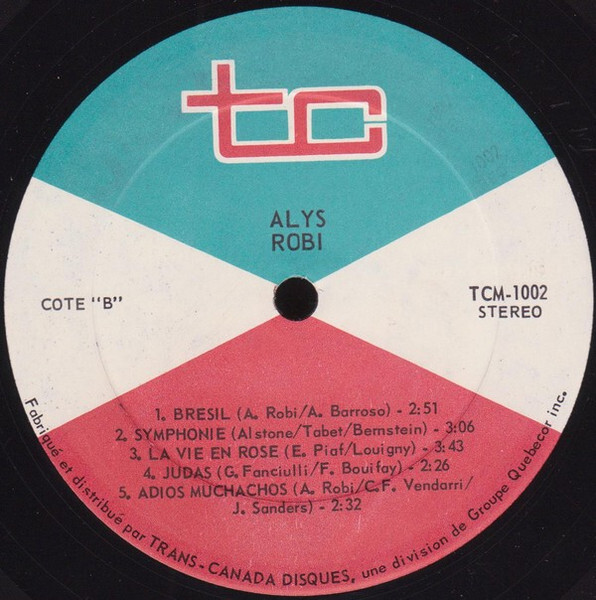 tc
ALYS
ROBI
COTE "B"
TCM-1002
STEREO
1. BRESIL (A. Robi/A. Barroso) - 2:51
2. SYMPHONIE (Alstone/Tabet/Bernstein) - 3:06
3. LA VIE EN ROSE (E. Piaf/Louigny) - 3:43
4. JUDAS (G. Fanciulli/F. Bouifay) - 2:26
5. ADIOS MUCHACHOS (A. Robi/C.F. Vendarri/
J. Sanders) - 2:32
Fabriqué et distribué par TRANS-CANADA DISQUES, une division de Groupe Quebecor inc.